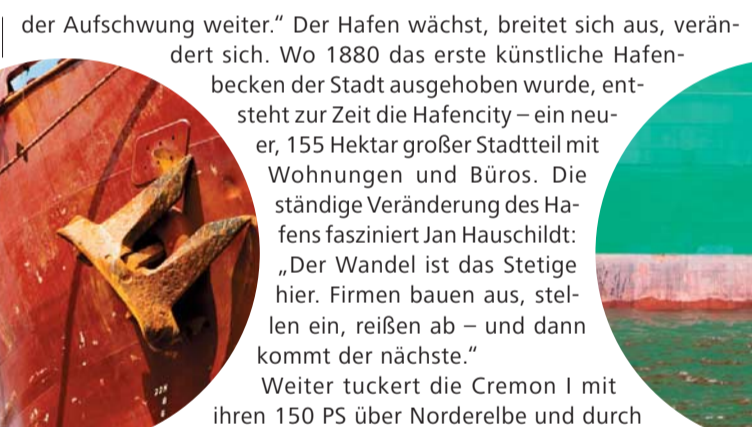 der Aufschwung weiter.“ Der Hafen wächst, breitet sich aus, verän-
dert sich. Wo 1880 das erste künstliche Hafen-
becken der Stadt ausgehoben wurde, ent-
steht zur Zeit die Hafencity – ein neu-
er, 155 Hektar großer Stadtteil mit
Wohnungen und Büros. Die
ständige Veränderung des Ha-
fens fasziniert Jan Hauschildt:
„Der Wandel ist das Stetige
hier. Firmen bauen aus, stel-
len ein, reißen ab – und dann
kommt der nächste.“
Weiter tuckert die Cremon I mit
ihren 150 PS über Norderelbe und durch